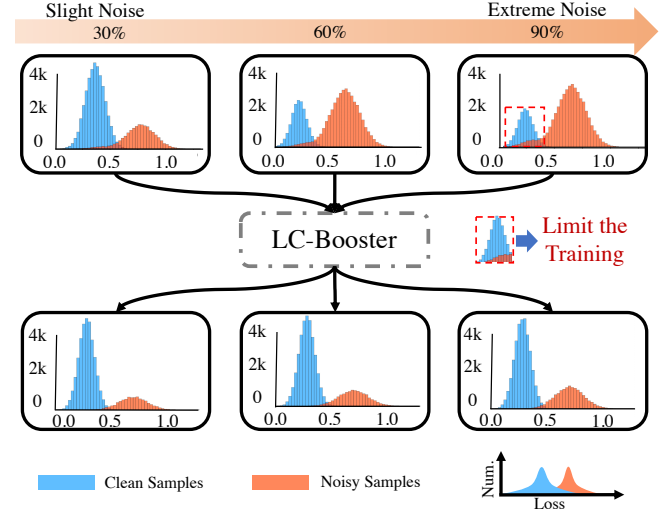 Slight Noise
Extreme Noise
30%
60%
90%
4k
2k
0
0.0
0.5
1.0
4k
2k
0
0.0
0.5
1.0
4k
2k
0
0.0
0.5
1.0
LC-Booster
Limit the
Training
4k
2k
0
0.0
0.5
1.0
4k
2k
0
0.0
0.5
1.0
4k
2k
0
0.0
0.5
1.0
Clean Samples
Noisy Samples
Num.
Loss